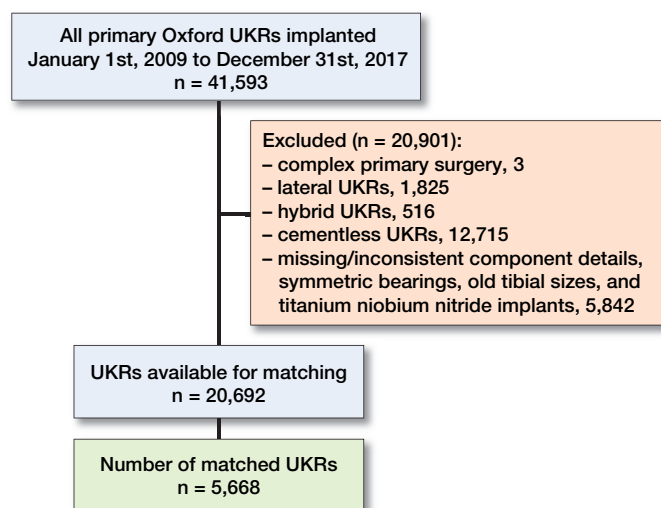 All primary Oxford UKRs implanted
January 1st, 2009 to December 31st, 2017
n = 41,593
Excluded (n = 20,901):
– complex primary surgery, 3
– lateral UKRs, 1,825
– hybrid UKRs, 516
– cementless UKRs, 12,715
– missing/inconsistent component details,
symmetric bearings, old tibial sizes, and
titanium niobium nitride implants, 5,842
UKRs available for matching
n = 20,692
Number of matched UKRs
n = 5,668